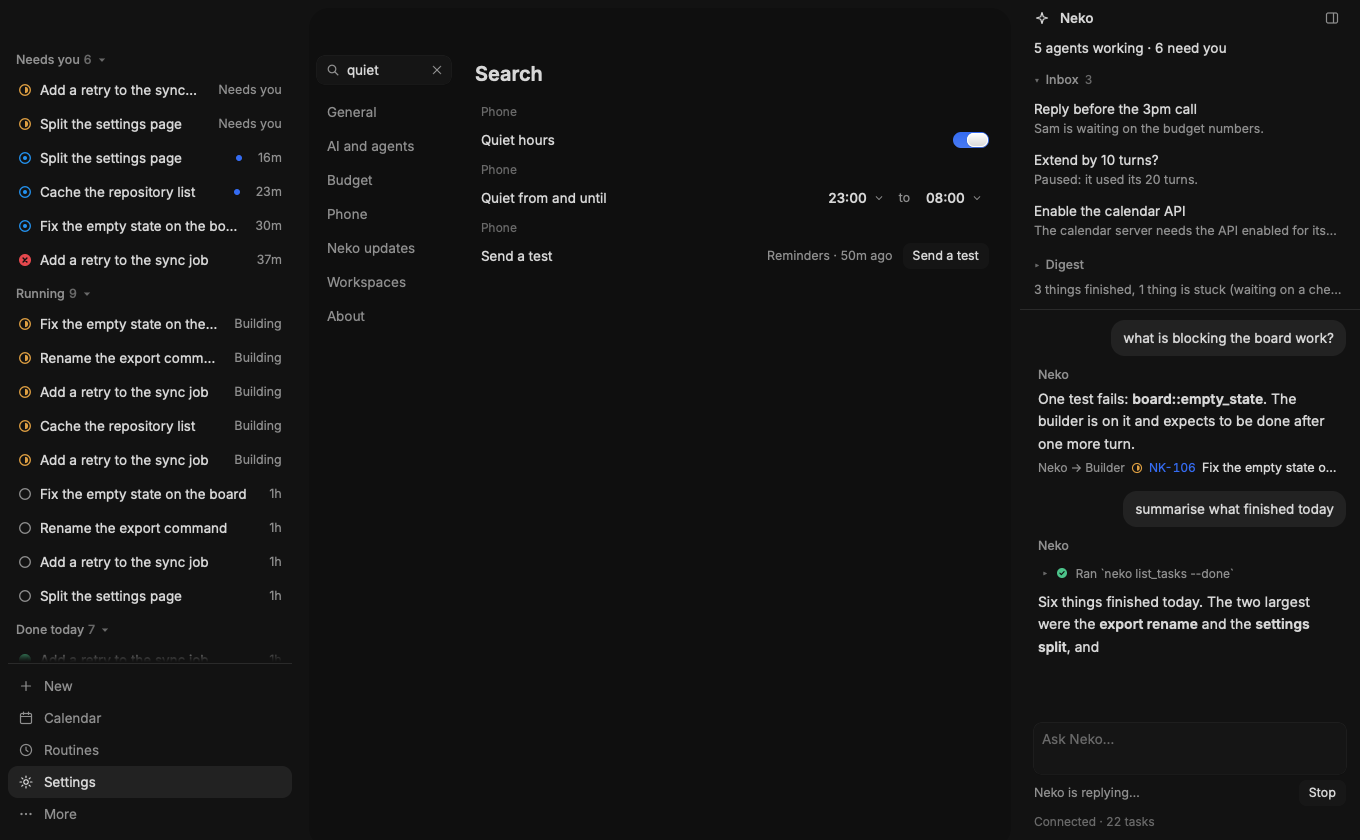 Needs you 6
Add a retry to the sync... Needs you
Split the settings page Needs you
Split the settings page 16m
Cache the repository list 23m
Fix the empty state on the bo... 30m
Add a retry to the sync job 37m
Running 9
Fix the empty state on the... Building
Rename the export comm... Building
Add a retry to the sync job Building
Cache the repository list Building
Add a retry to the sync job Building
Fix the empty state on the board 1h
Rename the export command 1h
Add a retry to the sync job 1h
Split the settings page 1h
Done today 7
Add a retry to the sync job 1h
New
Calendar
Routines
Settings
More
quiet
General
AI and agents
Budget
Phone
Neko updates
Workspaces
About
Search
Phone
Quiet hours
Phone
Quiet from and until 23:00 to 08:00
Phone
Send a test Reminders · 50m ago Send a test
Neko
5 agents working · 6 need you
Inbox 3
Reply before the 3pm call
Sam is waiting on the budget numbers.
Extend by 10 turns?
Paused: it used its 20 turns.
Enable the calendar API
The calendar server needs the API enabled for its...
Digest
3 things finished, 1 thing is stuck (waiting on a che...
what is blocking the board work?
Neko
One test fails: board::empty_state. The
builder is on it and expects to be done after
one more turn.
Neko → Builder NK-106 Fix the empty state o...
summarise what finished today
Neko
Ran `neko list_tasks --done`
Six things finished today. The two largest
were the export rename and the settings
split, and
Ask Neko...
Neko is replying... Stop
Connected · 22 tasks